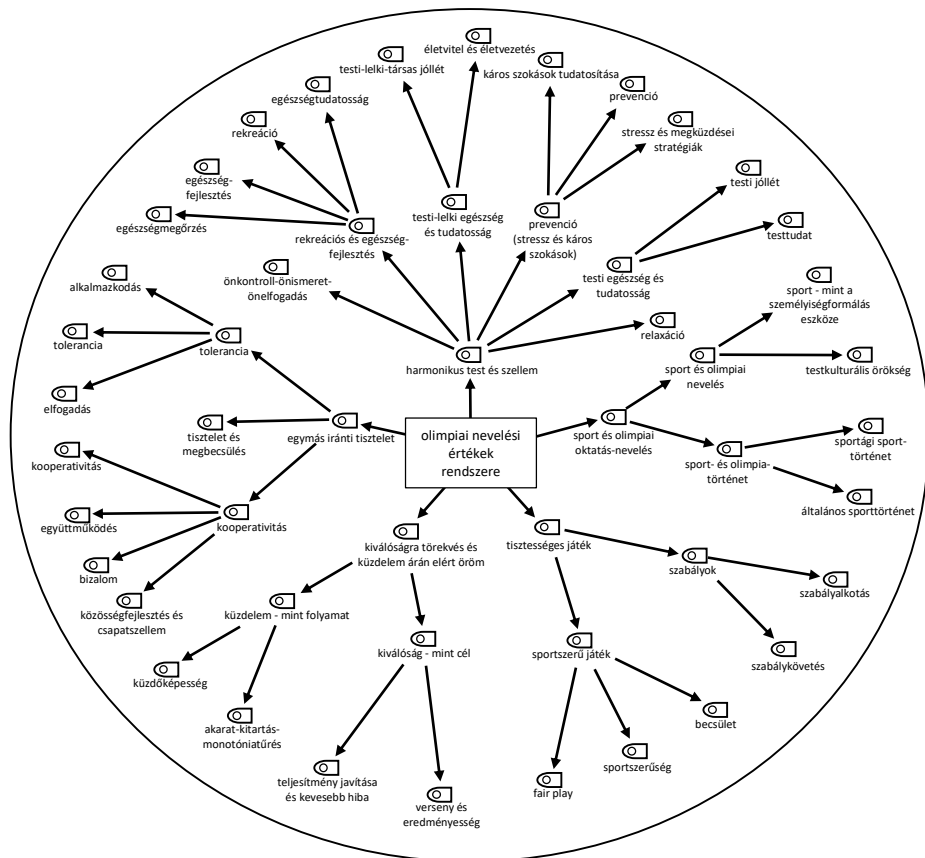 életvitel és életvezetés
testi-lelki-társas jóllét
káros szokások tudatosítása
egészségtudatosság
prevenció
rekreáció
stressz és megküzdései
stratégiák
egészség-
fejlesztés
testi jóllét
egészségmegőrzés
rekreációs és egészség-
fejlesztés
testi-lelki egészség
és tudatosság
prevenció
(stressz és káros
szokások)
testtudat
önkontroll-önismeret-
önelfogadás
testi egészség és
tudatosság
sport - mint a
személyiségformálás
eszköze
alkalmazkodás
tolerancia
tolerancia
relaxáció
harmonikus test és szellem
sport és olimpiai
nevelés
testkulturális örökség
elfogadás
tisztelet és
megbecsülés
egymás iránti tisztelet
olimpiai nevelési
értékek
rendszere
sport és olimpiai
oktatás-nevelés
sport- és olimpia-
történet
sportági sport-
történet
általános sporttörténet
kooperativitás
együttműködés
kooperativitás
bizalom
közösségfejlesztés és
csapatszellem
kiválóságra törekvés és
küzdelem árán elért öröm
tisztességes játék
szabályok
szabályalkotás
szabálykövetés
küzdelem - mint folyamat
kiválóság - mint cél
sportszerű játék
küzdőképesség
akarat-kitartás-
monotóniatűrés
becsület
teljesítmény javítása
és kevesebb hiba
verseny és
eredményesség
fair play
sportszerűség